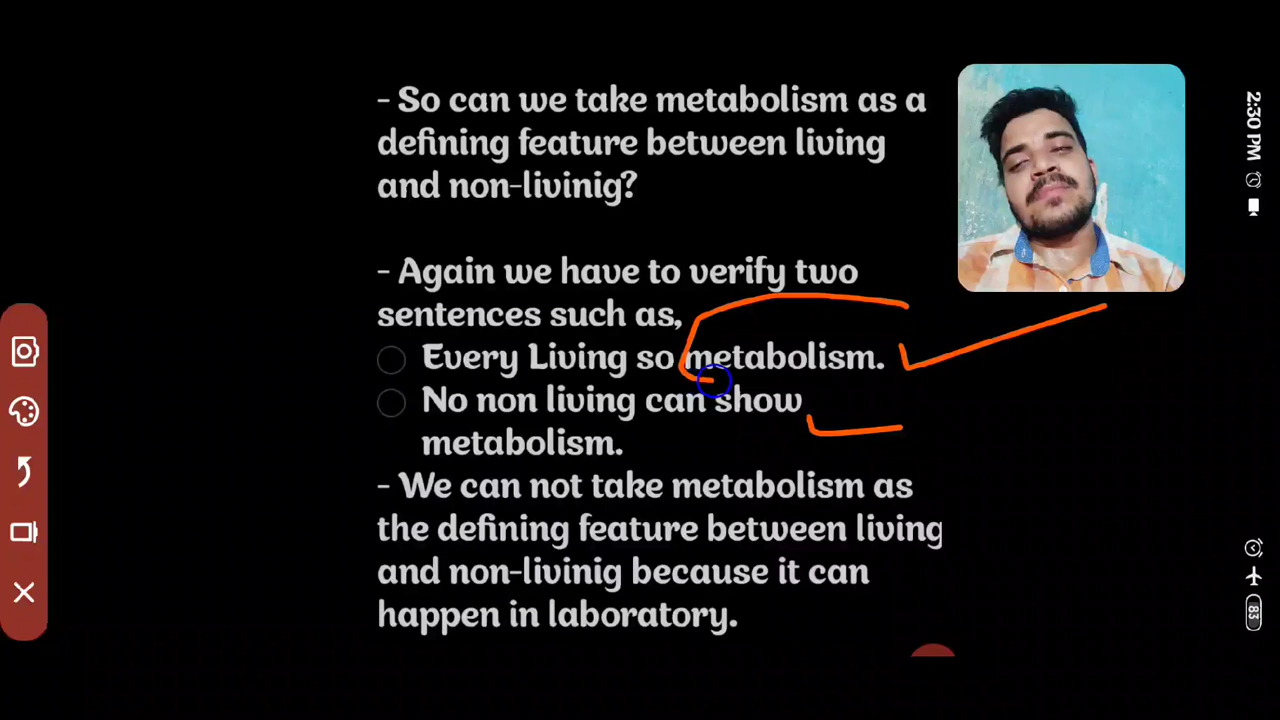 - So can we take metabolism as a
defining feature between living
and non-livinig?
- Again we have to verify two
sentences such as,
Every Living so metabolism.
No non living can show
metabolism.
- We can not take metabolism as
the defining feature between living
and non-livinig because it can
happen in laboratory.
2:30 PM
83